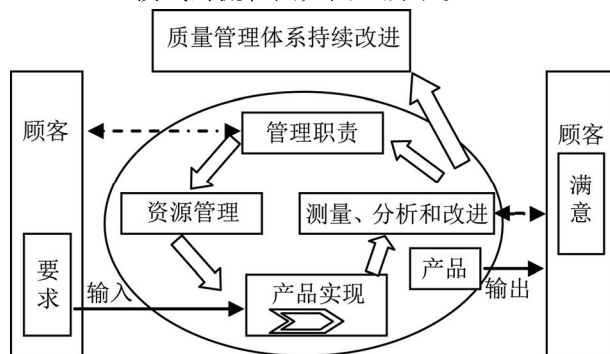 质量管理体系持续改进
顾客
顾客
管理职责
满意
资源管理
测量、分析和改进
要求
产品
输入
产品实现
输出